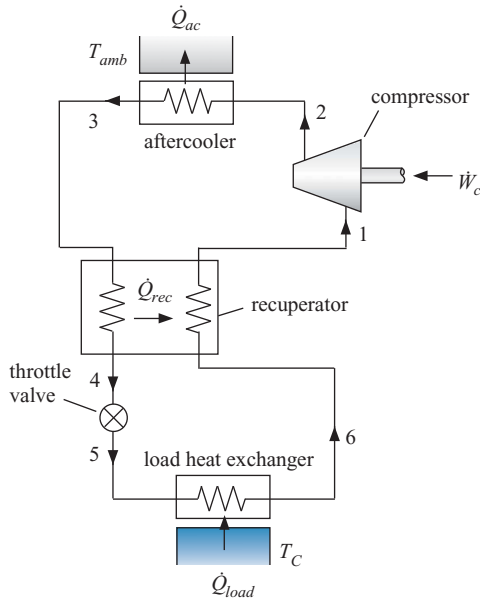 Q̇ac
Tamb
2
compressor
3
aftercooler
Ẇc
1
Q̇rec
recuperator
4
throttle
valve
5
6
load heat exchanger
TC
Q̇load